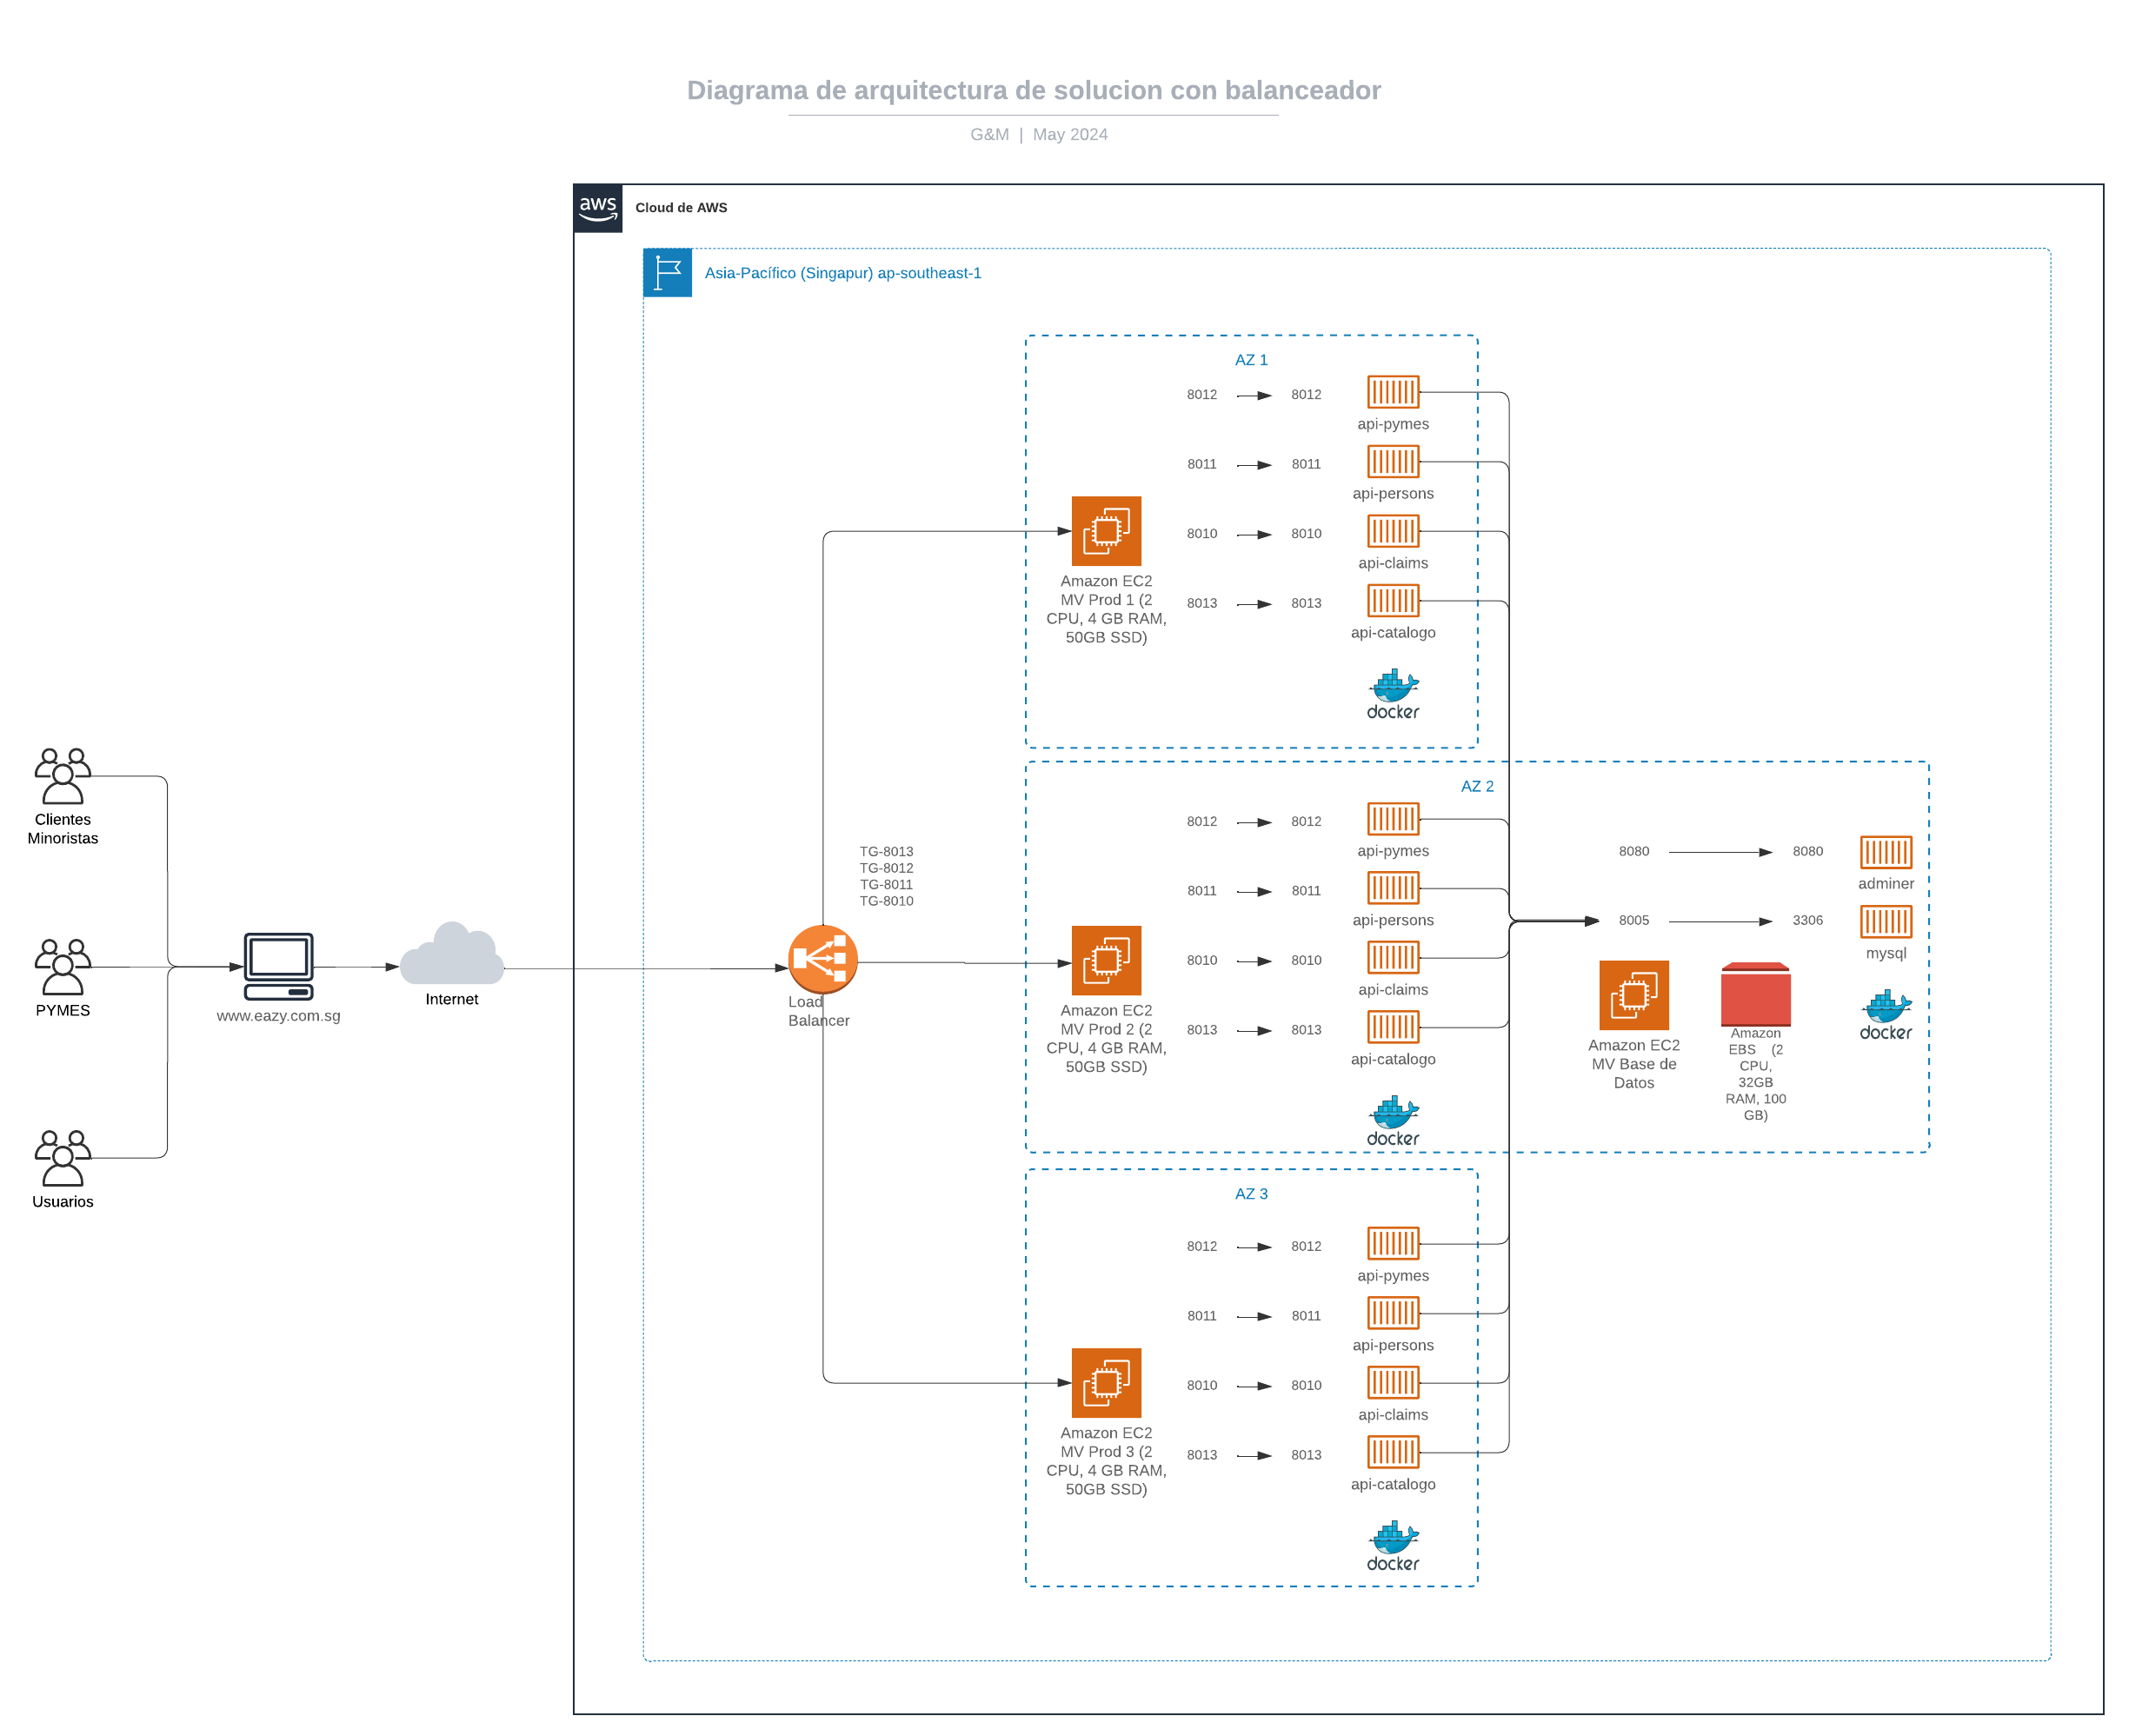 Diagrama de arquitectura de solucion con balanceador
G&M | May 2024
aws
Cloud de AWS
Asia-Pacífico (Singapur) ap-southeast-1
AZ 1
8012
8012
api-pymes
8011
8011
api-persons
8010
8010
api-claims
8013
8013
api-catalogo
Amazon EC2
MV Prod 1 (2
CPU, 4 GB RAM,
50GB SSD)
docker
Clientes
Minoristas
PYMES
Usuarios
www.eazy.com.sg
Internet
TG-8013
TG-8012
TG-8011
TG-8010
Load
Balancer
AZ 2
8012
8012
api-pymes
8011
8011
api-persons
8010
8010
api-claims
8013
8013
api-catalogo
Amazon EC2
MV Prod 2 (2
CPU, 4 GB RAM,
50GB SSD)
docker
8080
8080
adminer
8005
3306
mysql
Amazon EC2
MV Base de
Datos
Amazon
EBS (2
CPU,
32GB
RAM, 100
GB)
docker
AZ 3
8012
8012
api-pymes
8011
8011
api-persons
8010
8010
api-claims
8013
8013
api-catalogo
Amazon EC2
MV Prod 3 (2
CPU, 4 GB RAM,
50GB SSD)
docker